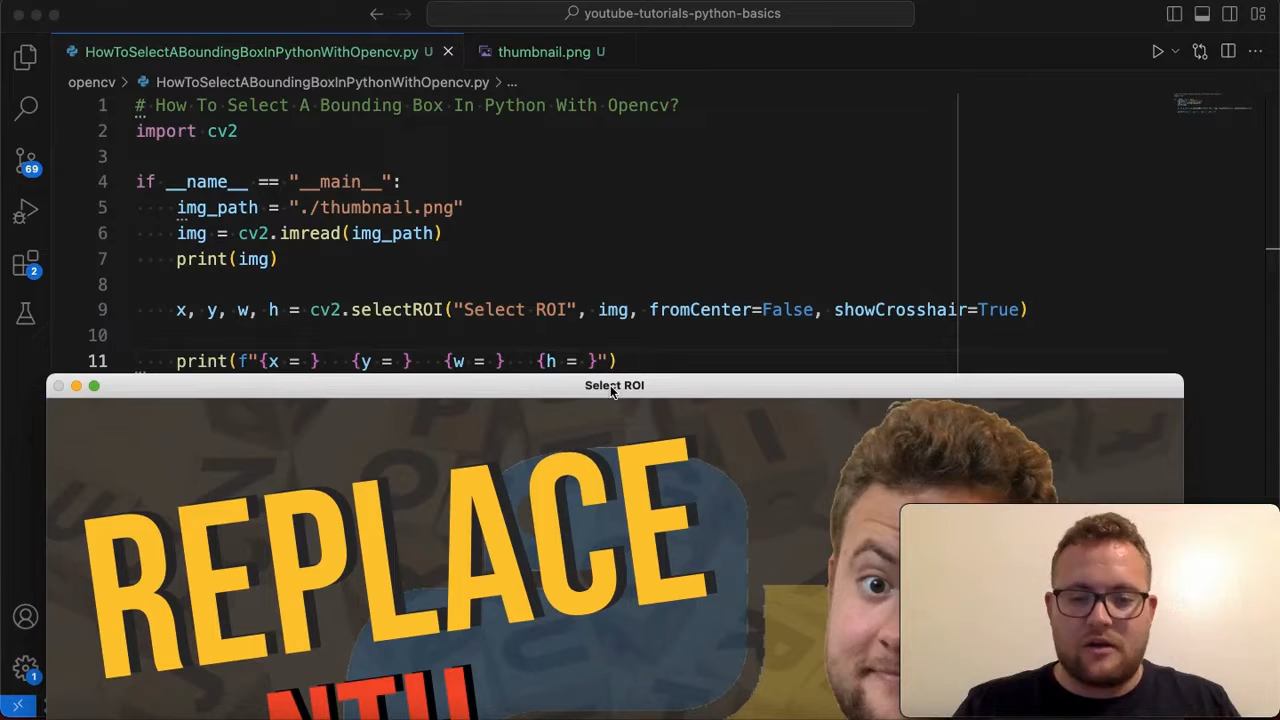 youtube-tutorials-python-basics
HowToSelectABoundingBoxInPythonWithOpencv.py U
thumbnail.png U
opencv > HowToSelectABoundingBoxInPythonWithOpencv.py > ...
1 # How To Select A Bounding Box In Python With Opencv?
2 import cv2
3
4 if __name__ == "__main__":
5 img_path = "./thumbnail.png"
6 img = cv2.imread(img_path)
7 print(img)
8
9 x, y, w, h = cv2.selectROI("Select ROI", img, fromCenter=False, showCrosshair=True)
10
11 print(f"{x = } {y = } {w = } {h = }")
69
2
1
Select ROI
REPLACE
NTH